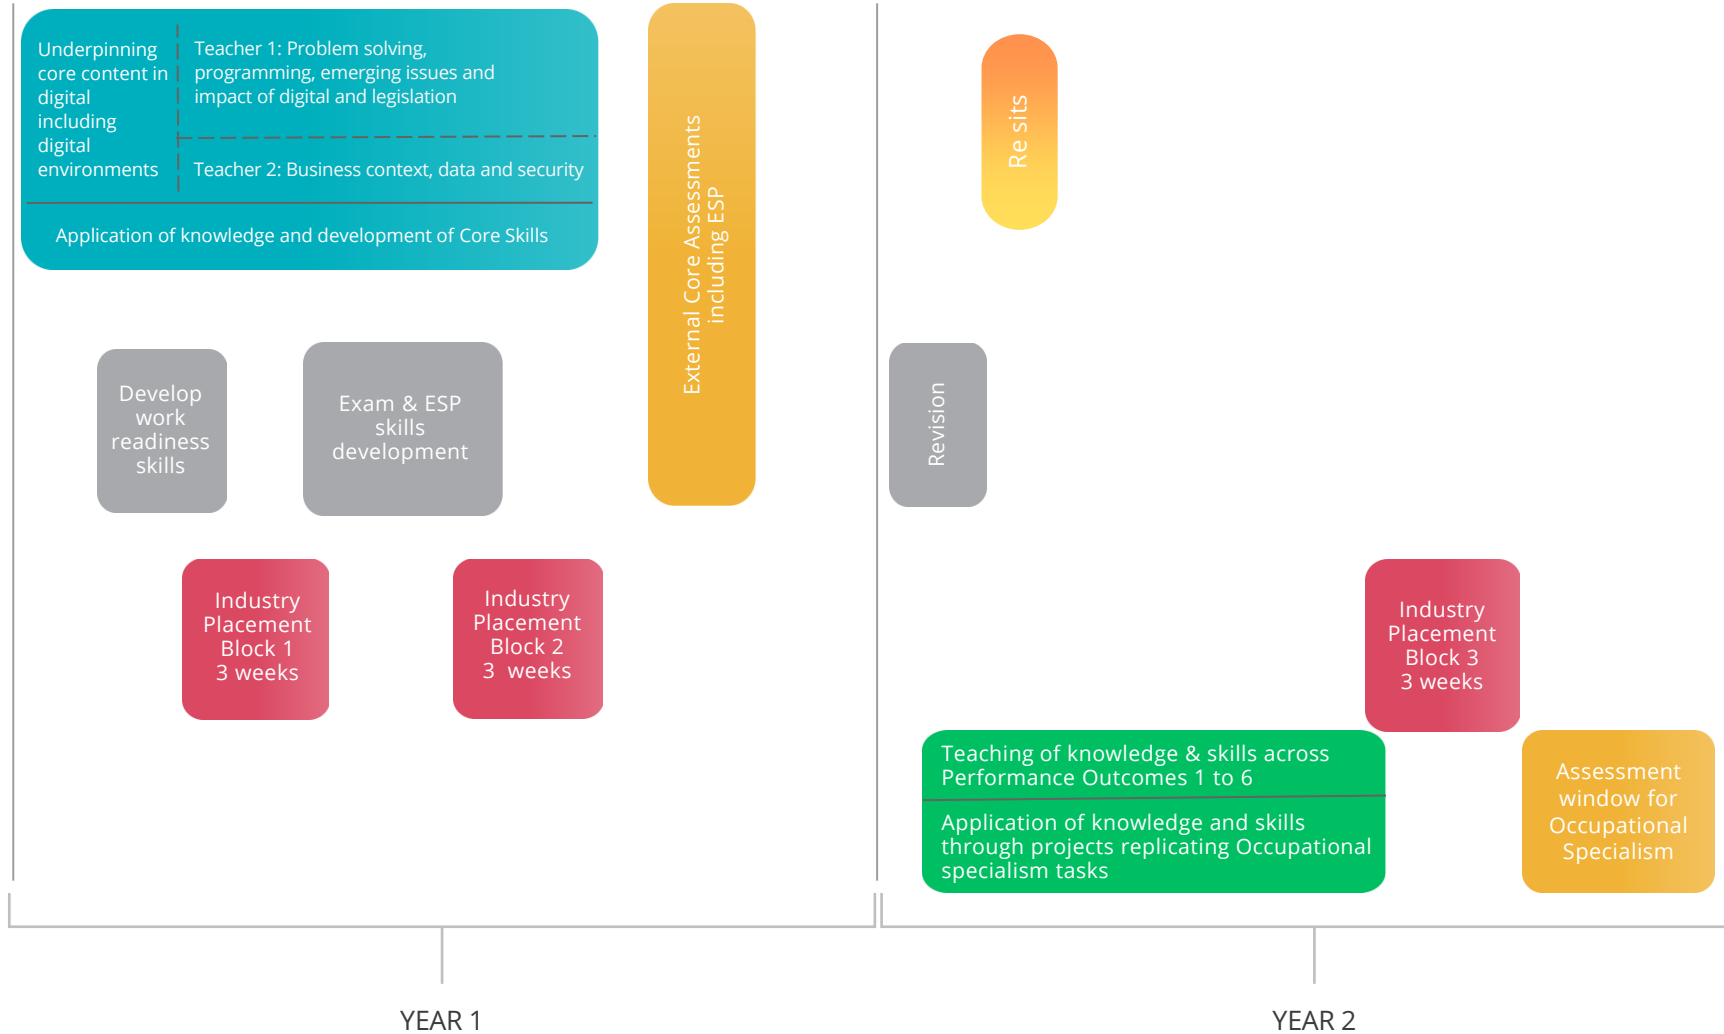 Underpinning
core content in
digital
including
digital
environments
Teacher 1: Problem solving,
programming, emerging issues and
impact of digital and legislation
Teacher 2: Business context, data and security
Application of knowledge and development of Core Skills
External Core Assessments
including ESP
Re sits
Develop
work
readiness
skills
Exam & ESP
skills
development
Revision
Industry
Placement
Block 1
3 weeks
Industry
Placement
Block 2
3 weeks
Industry
Placement
Block 3
3 weeks
Teaching of knowledge & skills across
Performance Outcomes 1 to 6
Application of knowledge and skills
through projects replicating Occupational
specialism tasks
Assessment
window for
Occupational
Specialism
YEAR 1
YEAR 2